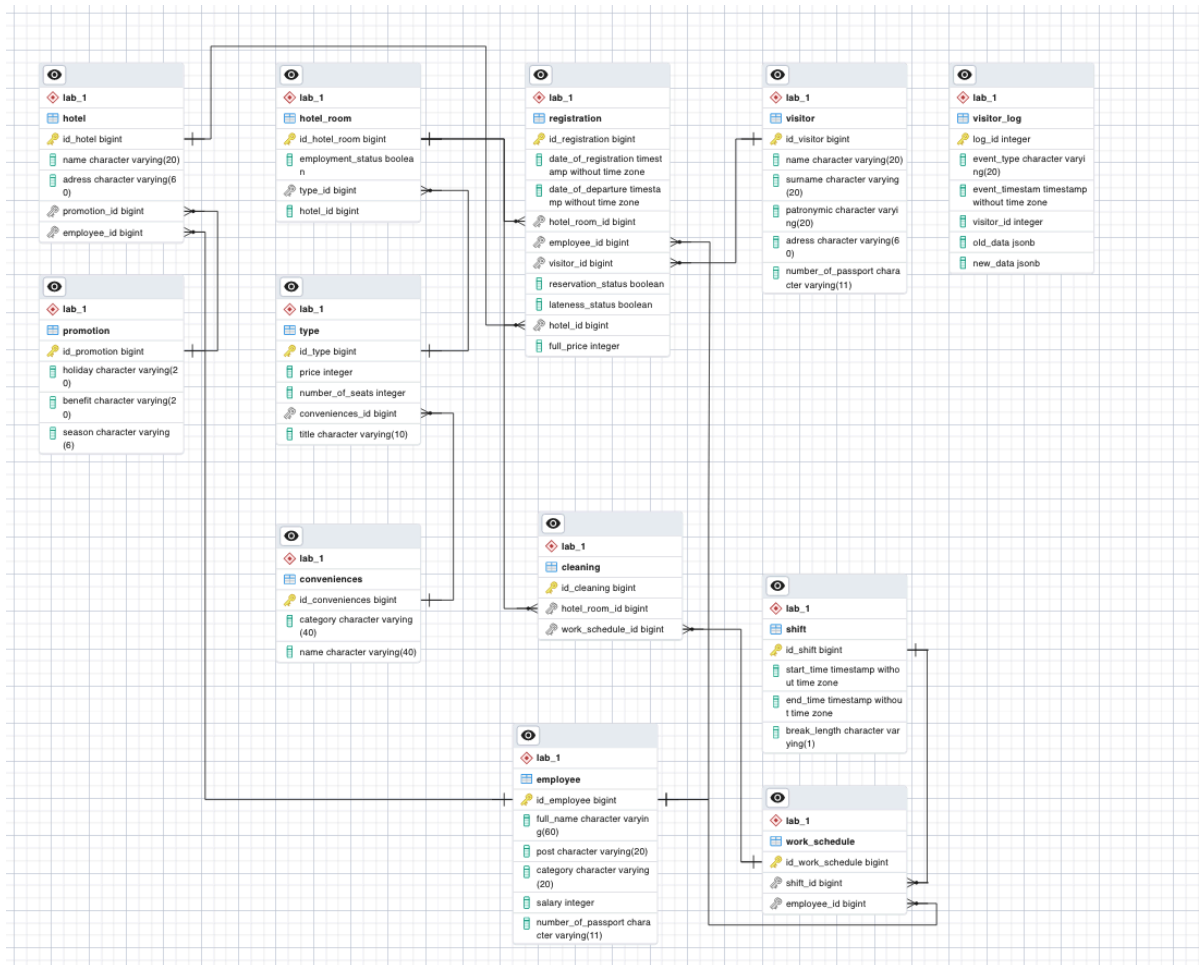 lab_1
hotel
id_hotel bigint
name character varying(20)
adress character varying(6
0)
promotion_id bigint
employee_id bigint
lab_1
hotel_room
id_hotel_room bigint
employment_status boolea
n
type_id bigint
hotel_id bigint
lab_1
registration
id_registration bigint
date_of_registration timest
amp without time zone
date_of_departure timesta
mp without time zone
hotel_room_id bigint
employee_id bigint
visitor_id bigint
reservation_status boolean
lateness_status boolean
hotel_id bigint
full_price integer
lab_1
visitor
id_visitor bigint
name character varying(20)
surname character varying
(20)
patronymic character varyi
ng(20)
adress character varying(6
0)
number_of_passport chara
cter varying(11)
lab_1
visitor_log
log_id integer
event_type character varyi
ng(20)
event_timestam timestamp
without time zone
visitor_id integer
old_data jsonb
new_data jsonb
lab_1
promotion
id_promotion bigint
holiday character varying(2
0)
benefit character varying(2
0)
season character varying
(6)
lab_1
type
id_type bigint
price integer
number_of_seats integer
conveniences_id bigint
title character varying(10)
lab_1
conveniences
id_conveniences bigint
category character varying
(40)
name character varying(40)
lab_1
cleaning
id_cleaning bigint
hotel_room_id bigint
work_schedule_id bigint
lab_1
shift
id_shift bigint
start_time timestamp witho
ut time zone
end_time timestamp withou
t time zone
break_length character var
ying(1)
lab_1
employee
id_employee bigint
full_name character varyin
g(60)
post character varying(20)
category character varying
(20)
salary integer
number_of_passport chara
cter varying(11)
lab_1
work_schedule
id_work_schedule bigint
shift_id bigint
employee_id bigint